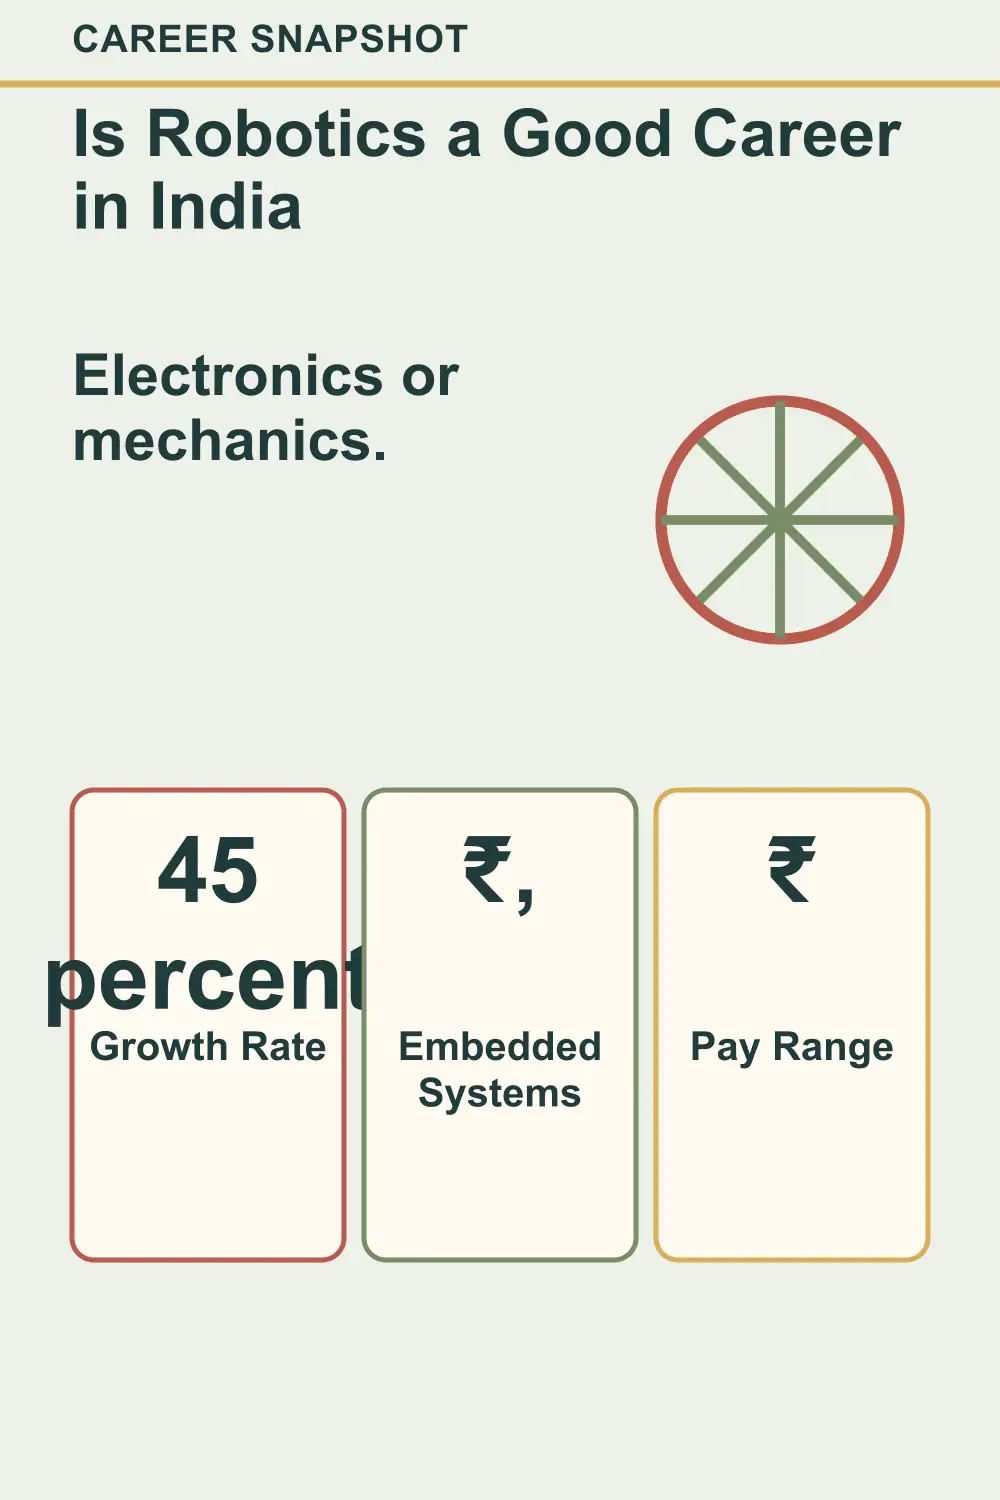 CAREER SNAPSHOT
Is Robotics a Good Career
in India
Electronics or
mechanics.
45
percent
Growth Rate
₹,
Embedded
Systems
₹
Pay Range